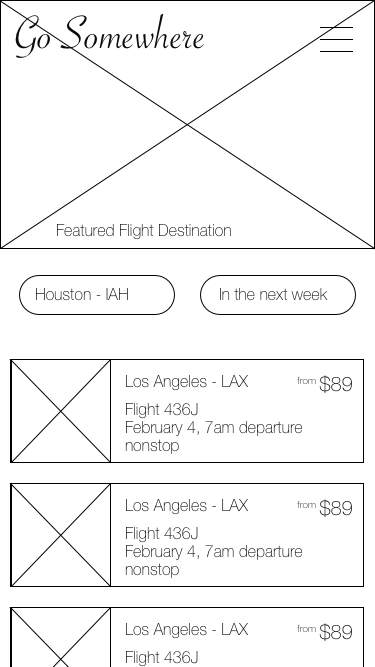 Go Somewhere
Featured Flight Destination
Houston - IAH
In the next week
Los Angeles - LAX
from $89
Flight 436J
February 4, 7am departure
nonstop
Los Angeles - LAX
from $89
Flight 436J
February 4, 7am departure
nonstop
Los Angeles - LAX
from $89
Flight 436J